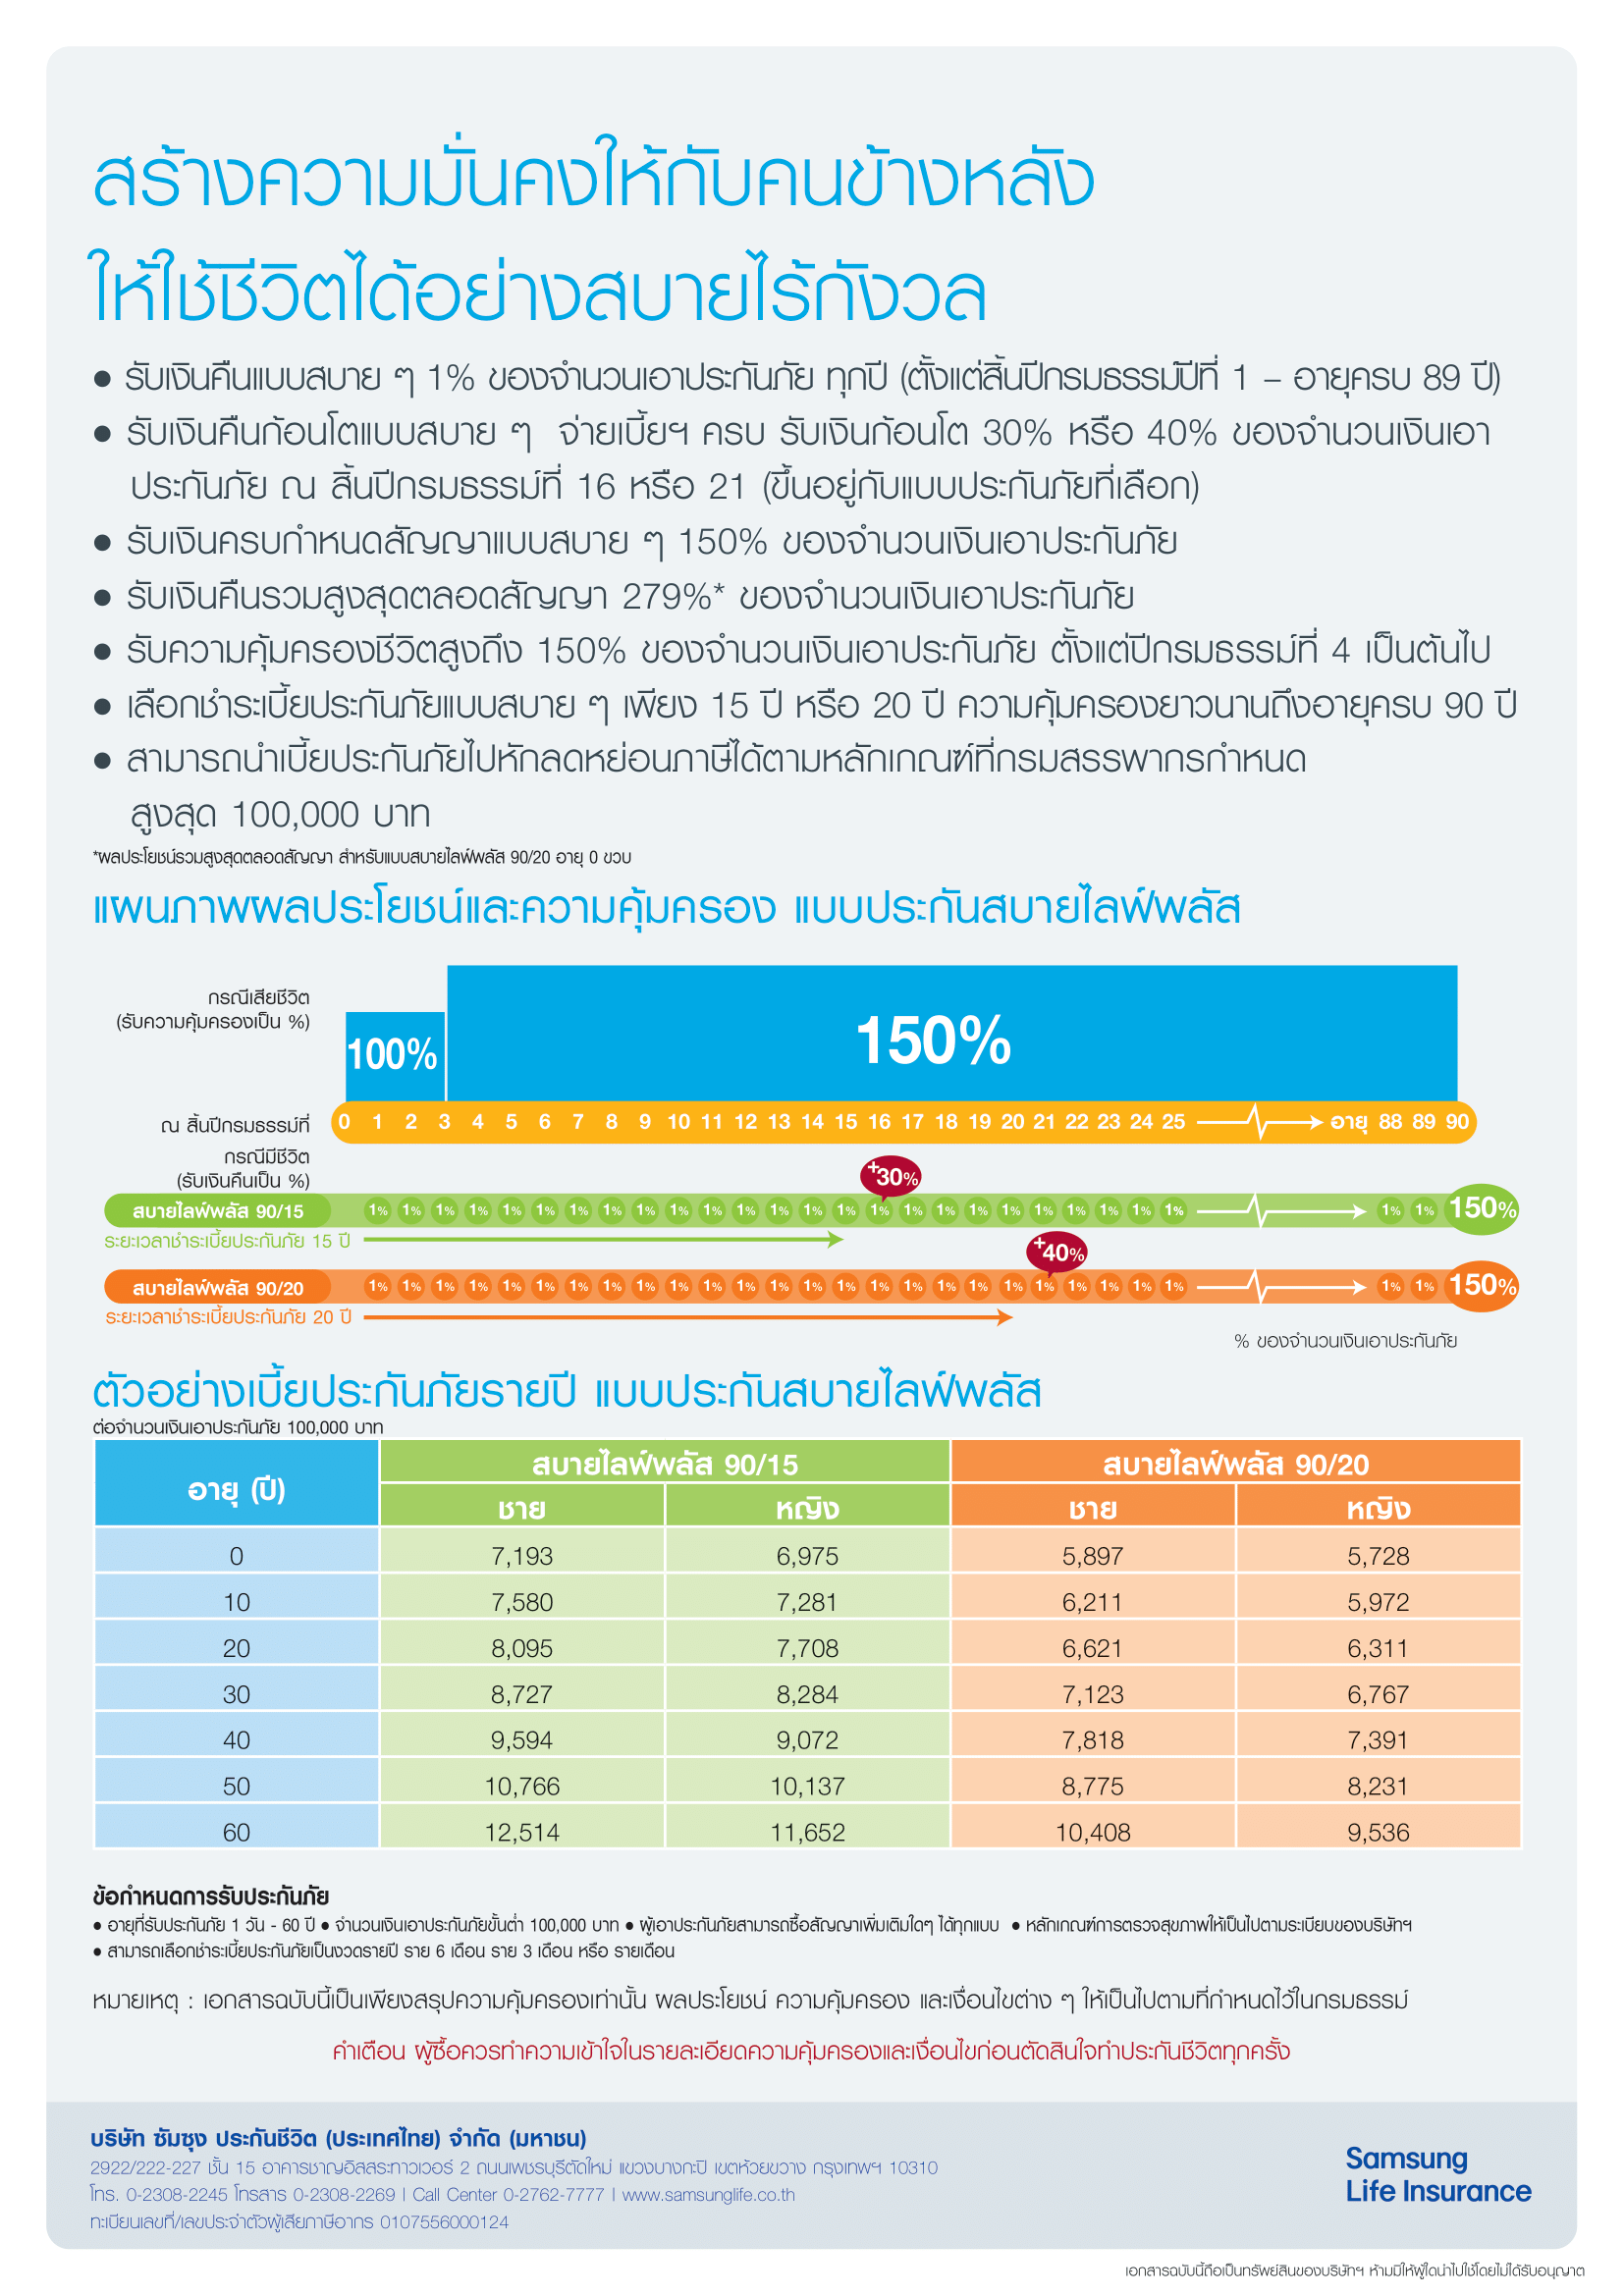 สร้างความมั่นคงให้กับคนข้างหลัง
ให้ใช้ชีวิตได้อย่างสบายไร้กังวล
● รับเงินคืนแบบสบาย ๆ 1% ของจำนวนเอาประกันภัย ทุกปี (ตั้งแต่สิ้นปีกรมธรรม์ปีที่ 1 – อายุครบ 89 ปี)
● รับเงินคืนก้อนโตแบบสบาย ๆ จ่ายเบี้ยฯ ครบ รับเงินก้อนโต 30% หรือ 40% ของจำนวนเงินเอา
ประกันภัย ณ สิ้นปีกรมธรรม์ที่ 16 หรือ 21 (ขึ้นอยู่กับแบบประกันภัยที่เลือก)
● รับเงินครบกำหนดสัญญาแบบสบาย ๆ 150% ของจำนวนเงินเอาประกันภัย
● รับเงินคืนรวมสูงสุดตลอดสัญญา 279%* ของจำนวนเงินเอาประกันภัย
● รับความคุ้มครองชีวิตสูงถึง 150% ของจำนวนเงินเอาประกันภัย ตั้งแต่ปีกรมธรรม์ที่ 4 เป็นต้นไป
● เลือกชำระเบี้ยประกันภัยแบบสบาย ๆ เพียง 15 ปี หรือ 20 ปี ความคุ้มครองยาวนานถึงอายุครบ 90 ปี
● สามารถนำเบี้ยประกันภัยไปหักลดหย่อนภาษีได้ตามหลักเกณฑ์ที่กรมสรรพากรกำหนด
สูงสุด 100,000 บาท
*ผลประโยชน์รวมสูงสุดตลอดสัญญา สำหรับแบบสบายไลฟ์พลัส 90/20 อายุ 0 ขวบ
แผนภาพผลประโยชน์และความคุ้มครอง แบบประกันสบายไลฟ์พลัส
กรณีเสียชีวิต
(รับความคุ้มครองเป็น %)
100%
150%
ณ สิ้นปีกรมธรรม์ที่ 0 1 2 3 4 5 6 7 8 9 10 11 12 13 14 15 16 17 18 19 20 21 22 23 24 25 อายุ 88 89 90
กรณีมีชีวิต
(รับเงินคืนเป็น %)
+30%
สบายไลฟ์พลัส 90/15 1% 1% 1% 1% 1% 1% 1% 1% 1% 1% 1% 1% 1% 1% 1% 1% 1% 1% 1% 1% 1% 1% 1% 1% 1% 1% 1% 150%
ระยะเวลาชำระเบี้ยประกันภัย 15 ปี
+40%
สบายไลฟ์พลัส 90/20 1% 1% 1% 1% 1% 1% 1% 1% 1% 1% 1% 1% 1% 1% 1% 1% 1% 1% 1% 1% 1% 1% 1% 1% 1% 1% 1% 150%
ระยะเวลาชำระเบี้ยประกันภัย 20 ปี
% ของจำนวนเงินเอาประกันภัย
ตัวอย่างเบี้ยประกันภัยรายปี แบบประกันสบายไลฟ์พลัส
ต่อจำนวนเงินเอาประกันภัย 100,000 บาท
อายุ (ปี) สบายไลฟ์พลัส 90/15 สบายไลฟ์พลัส 90/20
ชาย หญิง ชาย หญิง
0 7,193 6,975 5,897 5,728
10 7,580 7,281 6,211 5,972
20 8,095 7,708 6,621 6,311
30 8,727 8,284 7,123 6,767
40 9,594 9,072 7,818 7,391
50 10,766 10,137 8,775 8,231
60 12,514 11,652 10,408 9,536
ข้อกำหนดการรับประกันภัย
● อายุที่รับประกันภัย 1 วัน - 60 ปี ● จำนวนเงินเอาประกันภัยขั้นต่ำ 100,000 บาท ● ผู้เอาประกันภัยสามารถซื้อสัญญาเพิ่มเติมใดๆ ได้ทุกแบบ ● หลักเกณฑ์การตรวจสุขภาพให้เป็นไปตามระเบียบของบริษัทฯ
● สามารถเลือกชำระเบี้ยประกันภัยเป็นงวดรายปี ราย 6 เดือน ราย 3 เดือน หรือ รายเดือน
หมายเหตุ : เอกสารฉบับนี้เป็นเพียงสรุปความคุ้มครองเท่านั้น ผลประโยชน์ ความคุ้มครอง และเงื่อนไขต่าง ๆ ให้เป็นไปตามที่กำหนดไว้ในกรมธรรม์
คำเตือน ผู้ซื้อควรทำความเข้าใจในรายละเอียดความคุ้มครองและเงื่อนไขก่อนตัดสินใจทำประกันชีวิตทุกครั้ง
บริษัท ซัมซุง ประกันชีวิต (ประเทศไทย) จำกัด (มหาชน)
2922/222-227 ชั้น 15 อาคารชาญอิสสระทาวเวอร์ 2 ถนนเพชรบุรีตัดใหม่ แขวงบางกะปิ เขตห้วยขวาง กรุงเทพฯ 10310
โทร. 0-2308-2245 โทรสาร 0-2308-2269 | Call Center 0-2762-7777 | www.samsunglife.co.th
ทะเบียนเลขที่/เลขประจำตัวผู้เสียภาษีอากร 0107556000124
Samsung
Life Insurance
เอกสารฉบับนี้ถือเป็นทรัพย์สินของบริษัทฯ ห้ามมิให้ผู้ใดนำไปใช้โดยไม่ได้รับอนุญาต